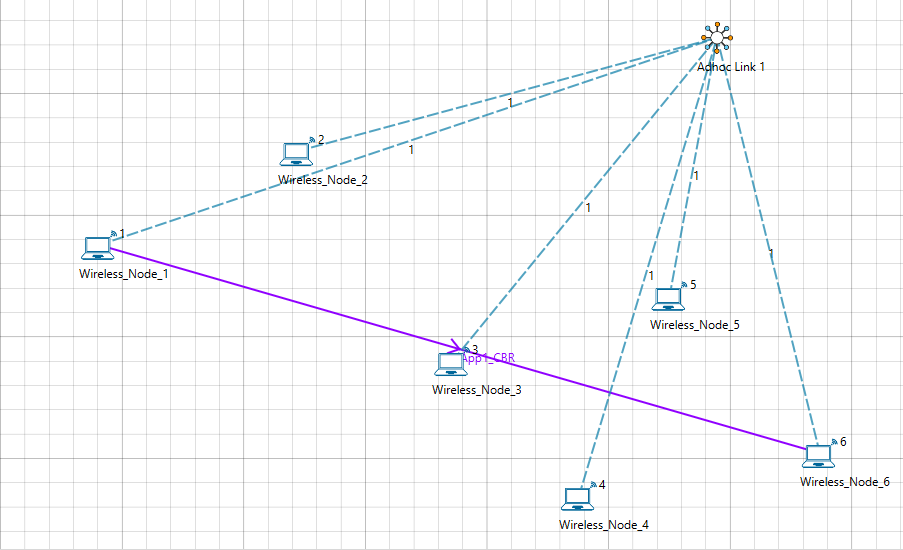 Adhoc Link 1
1
2
1
Wireless_Node_2
1
1
1
Wireless_Node_1
1
1
5
Wireless_Node_5
3
App1_CBR
Wireless_Node_3
6
Wireless_Node_6
4
Wireless_Node_4